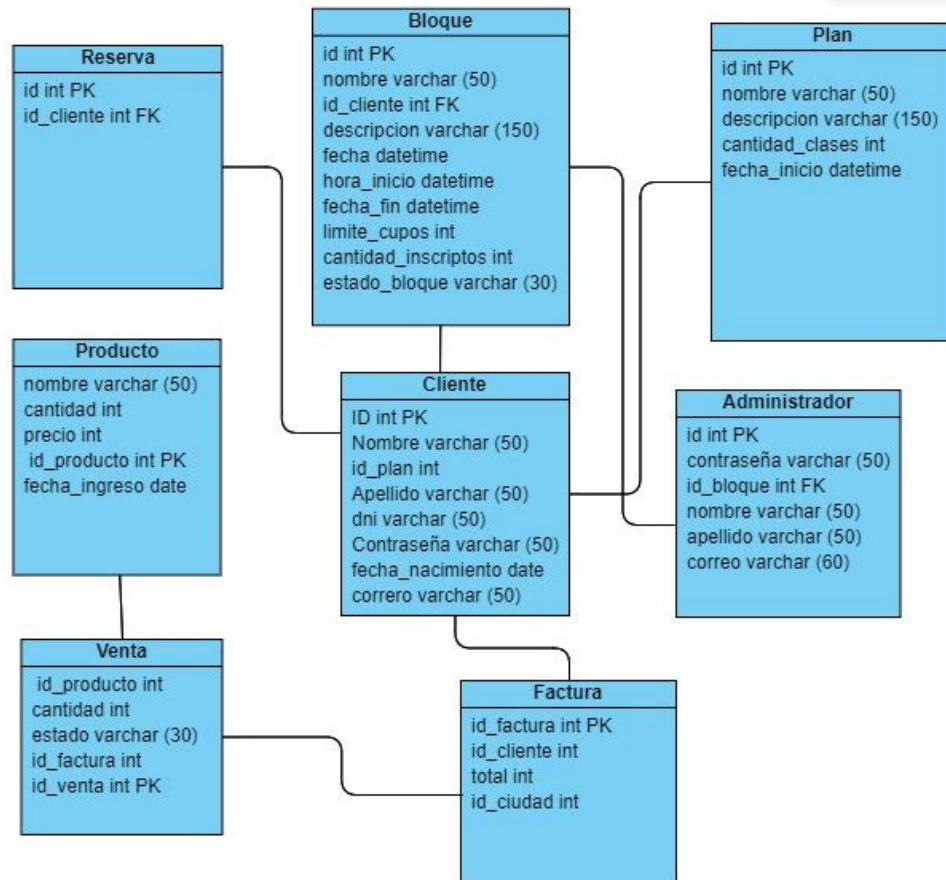 Reserva
id int PK
id_cliente int FK
Bloque
id int PK
nombre varchar (50)
id_cliente int FK
descripcion varchar (150)
fecha datetime
hora_inicio datetime
fecha_fin datetime
limite_cupos int
cantidad_inscriptos int
estado_bloque varchar (30)
Plan
id int PK
nombre varchar (50)
descripcion varchar (150)
cantidad_clases int
fecha_inicio datetime
Producto
nombre varchar (50)
cantidad int
precio int
id_producto int PK
fecha_ingreso date
Cliente
ID int PK
Nombre varchar (50)
id_plan int
Apellido varchar (50)
dni varchar (50)
Contraseña varchar (50)
fecha_nacimiento date
correro varchar (50)
Administrador
id int PK
contraseña varchar (50)
id_bloque int FK
nombre varchar (50)
apellido varchar (50)
correo varchar (60)
Venta
id_producto int
cantidad int
estado varchar (30)
id_factura int
id_venta int PK
Factura
id_factura int PK
id_cliente int
total int
id_ciudad int